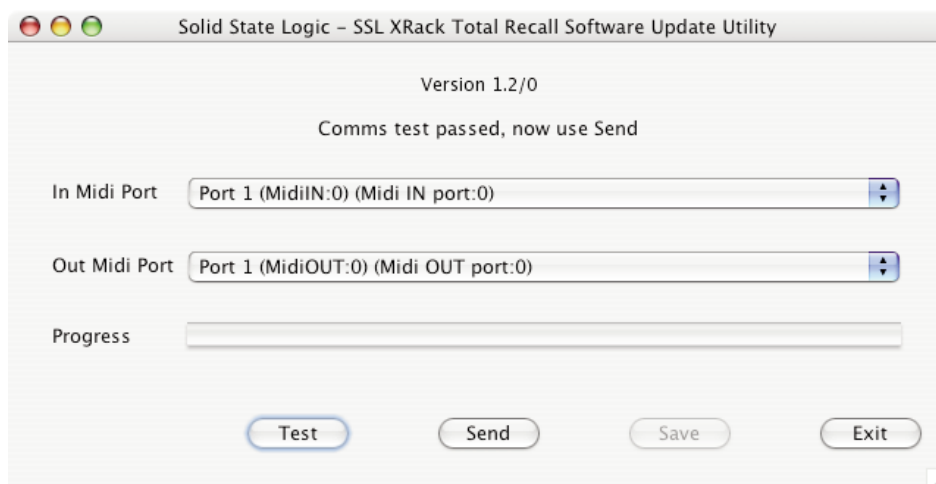 Solid State Logic – SSL XRack Total Recall Software Update Utility
Version 1.2/0
Comms test passed, now use Send
In Midi Port Port 1 (MidiIN:0) (Midi IN port:0)
Out Midi Port Port 1 (MidiOUT:0) (Midi OUT port:0)
Progress
Test Send Save Exit